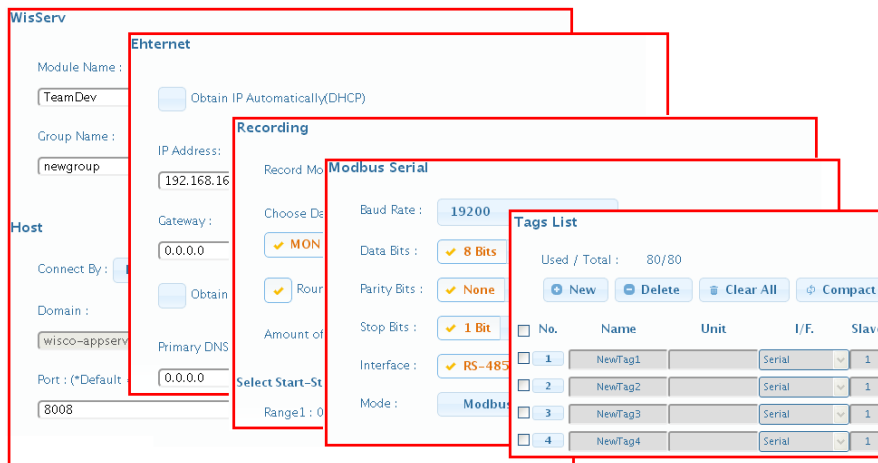 WisServ
Module Name :
TeamDev
Group Name :
newgroup
Host
Connect By :
Domain :
wisco-appserv
Port : (*Default
8008
Ehternet
Obtain IP Automatically(DHCP)
IP Address:
192.168.16
Gateway :
0.0.0.0
Obtain
Primary DNS
0.0.0.0
Recording
Record Mo
Choose Da
MON
Amount of
Select Start-St
Range1 : 0
Modbus Serial
Baud Rate : 19200
Data Bits : 8 Bits
Parity Bits : None
Stop Bits : 1 Bit
Interface : RS-485
Mode : Modbus
Tags List
Used / Total : 80/80
New Delete Clear All Compact
No. Name Unit I/F. Slav
1 NewTag1 Serial 1
2 NewTag2 Serial 1
3 NewTag3 Serial 1
4 NewTag4 Serial 1